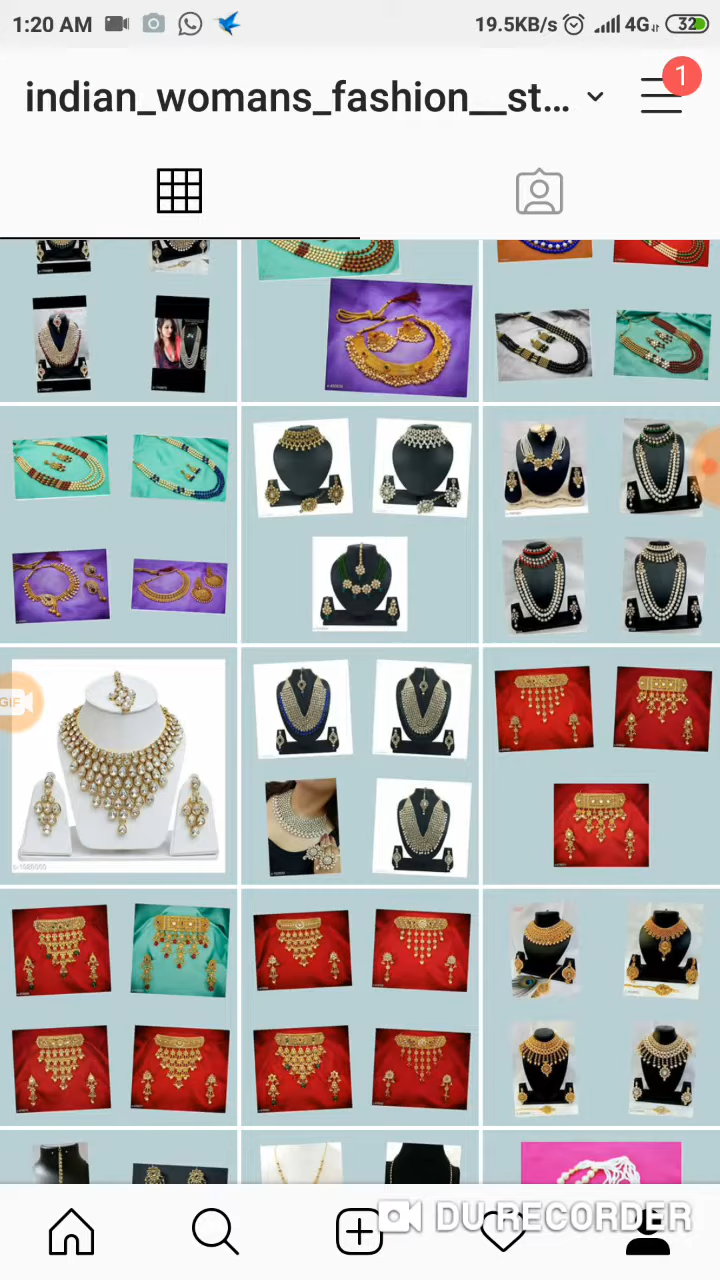 1:20 AM 19.5KB/s 4G 32
indian_womans_fashion__st...
1
GIF
DU RECORDER